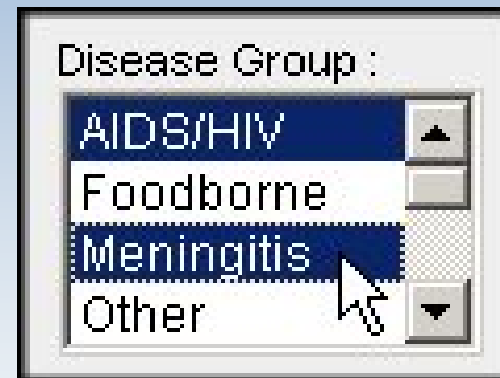 Disease Group :
AIDS/HIV
Foodborne
Meningitis
Other